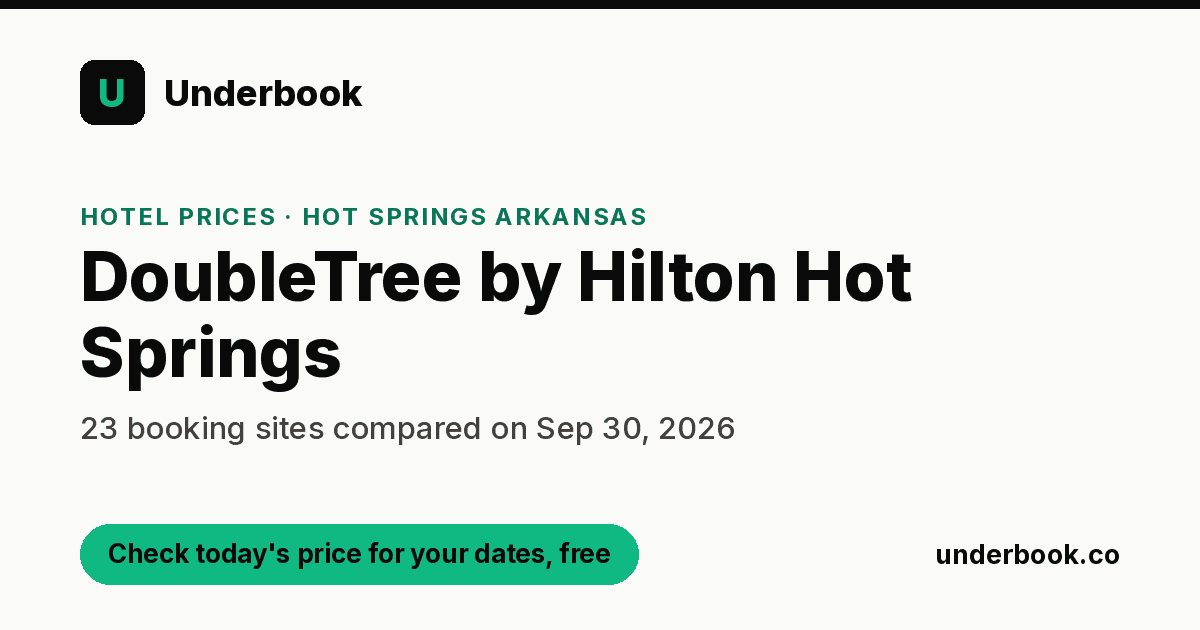 U Underbook
HOTEL PRICES · HOT SPRINGS ARKANSAS
DoubleTree by Hilton Hot
Springs
23 booking sites compared on Sep 30, 2026
Check today's price for your dates, free
underbook.co